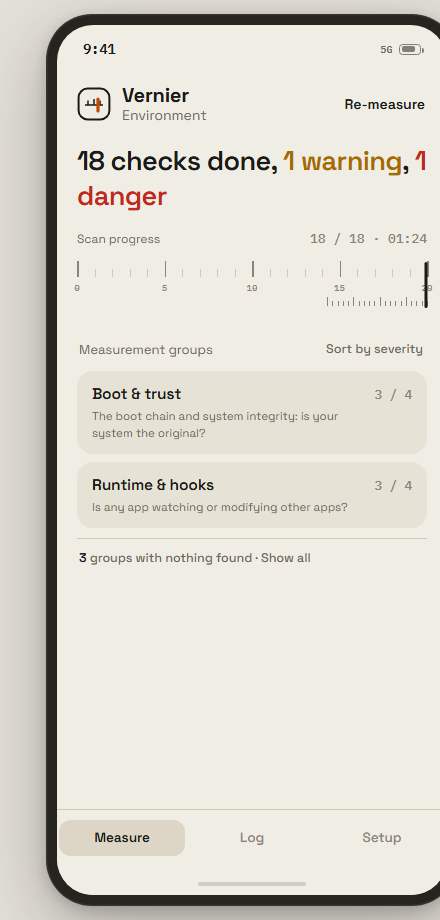 9:41
5G
Vernier
Environment
Re-measure
18 checks done, 1 warning, 1
danger
Scan progress
18 / 18 · 01:24
0 5 10 15 20
Measurement groups
Sort by severity
Boot & trust
3 / 4
The boot chain and system integrity: is your
system the original?
Runtime & hooks
3 / 4
Is any app watching or modifying other apps?
3 groups with nothing found · Show all
Measure
Log
Setup